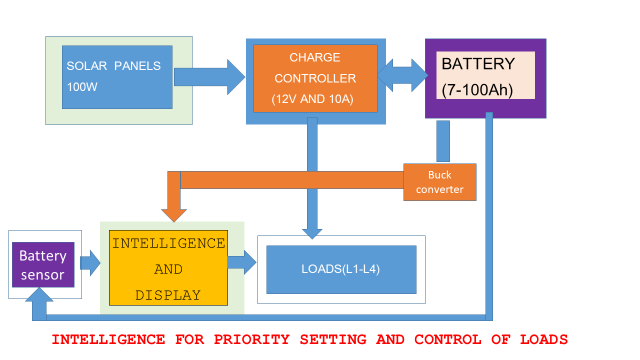 SOLAR PANELS
100W
CHARGE
CONTROLLER
(12V AND 10A)
BATTERY
(7-100Ah)
Buck
converter
Battery
sensor
INTELLIGENCE
AND
DISPLAY
LOADS(L1-L4)
INTELLIGENCE FOR PRIORITY SETTING AND CONTROL OF LOADS